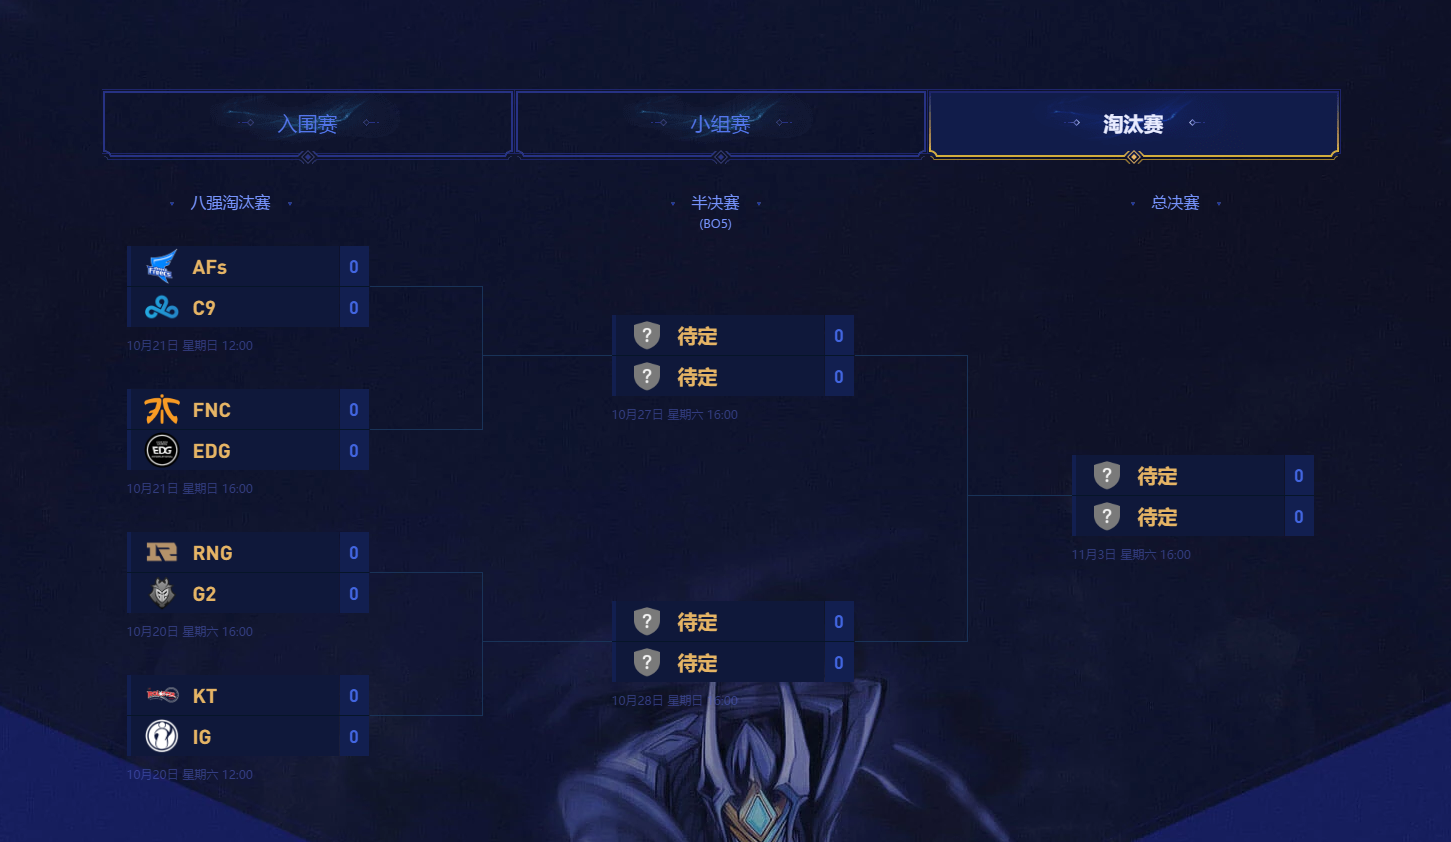 入围赛
小组赛
淘汰赛
八强淘汰赛
半决赛
(BO5)
总决赛
AFs 0
C9 0
10月21日 星期日 12:00
FNC 0
EDG
EDG 0
10月21日 星期日 16:00
RNG 0
G2 0
10月20日 星期六 16:00
KT 0
IG 0
10月20日 星期六 12:00
? 待定 0
? 待定 0
10月27日 星期六 16:00
? 待定 0
? 待定 0
10月28日 星期日
? 待定 0
? 待定 0
11月3日 星期六 16:00